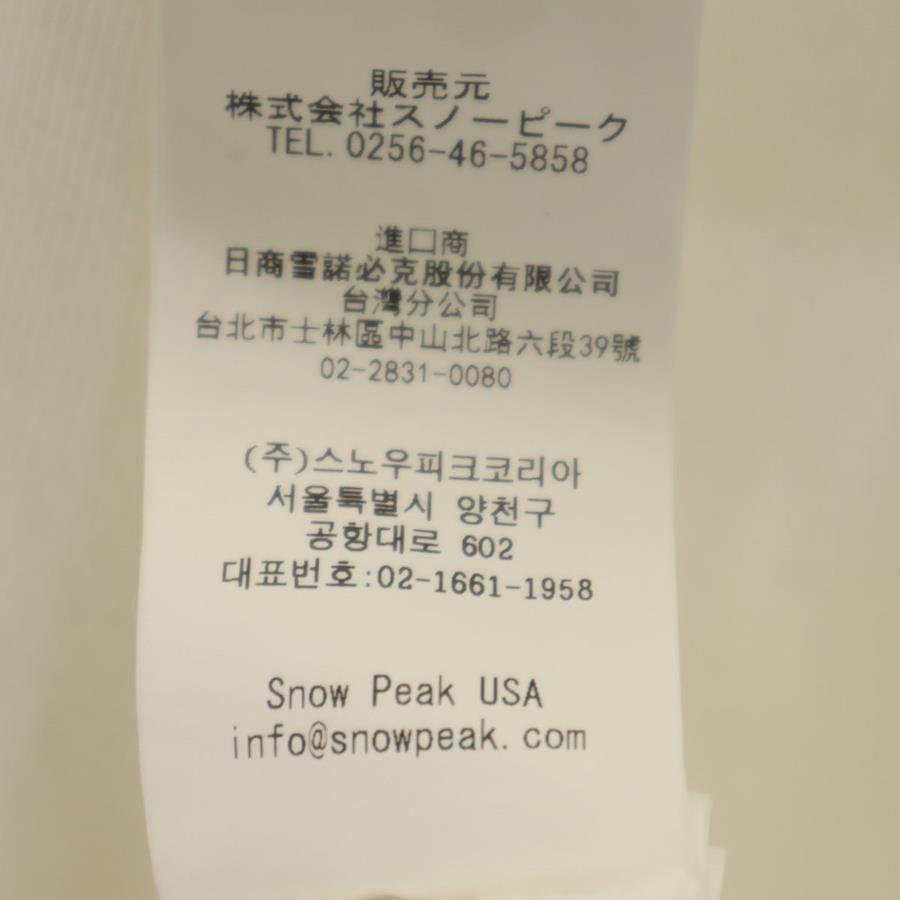 販売元
株式会社スノーピーク
TEL. 0256-46-5858
進口商
日商雪諾必克股份有限公司
台灣分公司
台北市士林區中山北路六段39號
02-2831-0080
(주)스노우피크코리아
서울특별시 양천구
공항대로 602
대표번호:02-1661-1958
Snow Peak USA
info@snowpeak.com